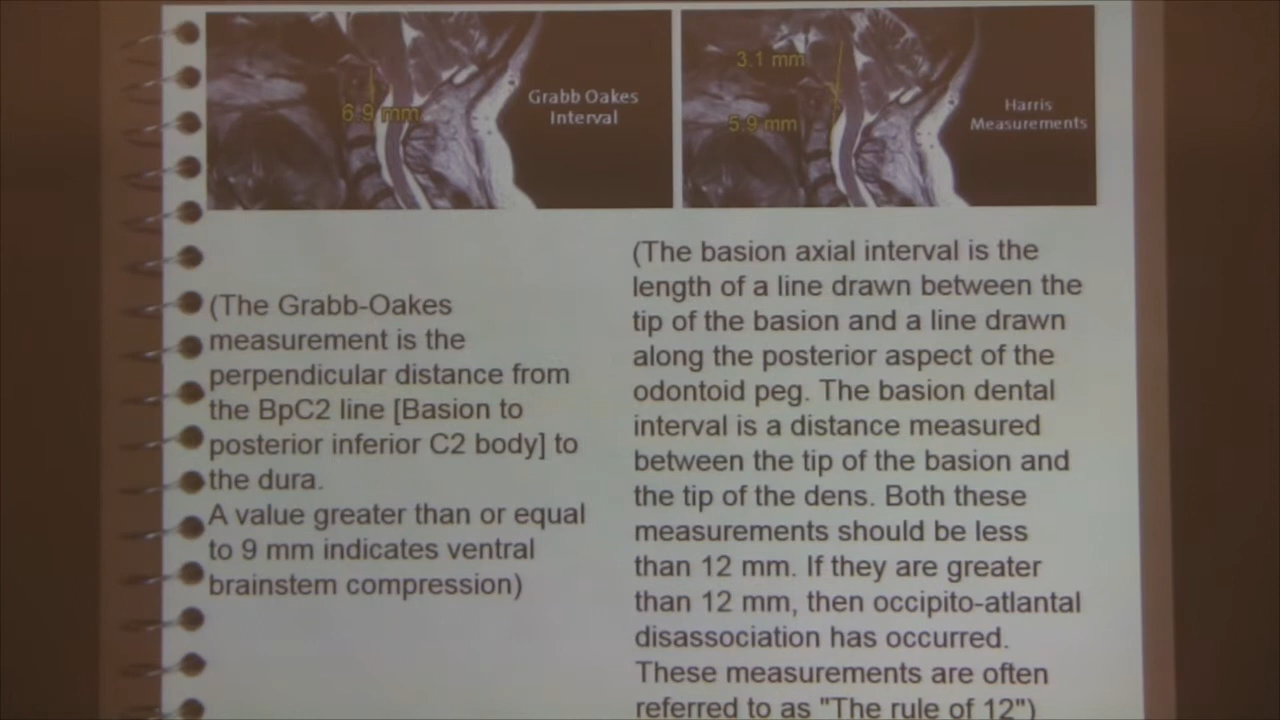 6.9 mm
Grabb Oakes
Interval
3.1 mm
5.9 mm
Harris
Measurements
(The Grabb-Oakes
measurement is the
perpendicular distance from
the BpC2 line [Basion to
posterior inferior C2 body] to
the dura.
A value greater than or equal
to 9 mm indicates ventral
brainstem compression)
(The basion axial interval is the
length of a line drawn between the
tip of the basion and a line drawn
along the posterior aspect of the
odontoid peg. The basion dental
interval is a distance measured
between the tip of the basion and
the tip of the dens. Both these
measurements should be less
than 12 mm. If they are greater
than 12 mm, then occipito-atlantal
disassociation has occurred.
These measurements are often
referred to as "The rule of 12")